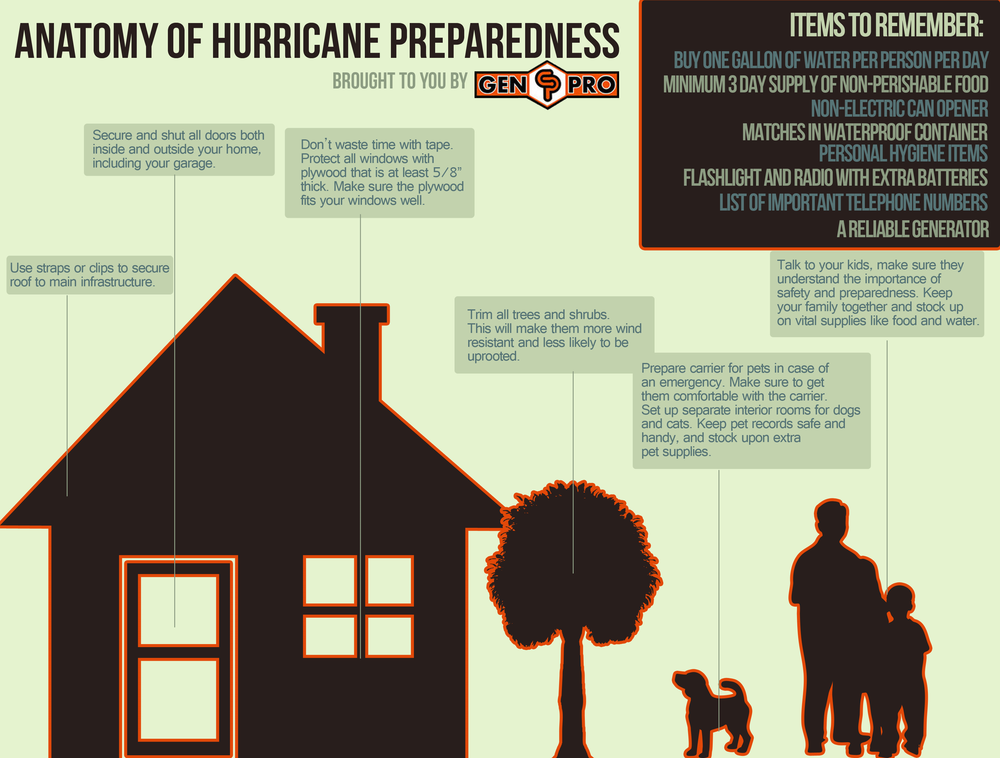 ANATOMY OF HURRICANE PREPAREDNESS
BROUGHT TO YOU BY
GEN PRO
ITEMS TO REMEMBER:
BUY ONE GALLON OF WATER PER PERSON PER DAY
MINIMUM 3 DAY SUPPLY OF NON-PERISHABLE FOOD
NON-ELECTRIC CAN OPENER
MATCHES IN WATERPROOF CONTAINER
PERSONAL HYGIENE ITEMS
FLASHLIGHT AND RADIO WITH EXTRA BATTERIES
LIST OF IMPORTANT TELEPHONE NUMBERS
A RELIABLE GENERATOR
Secure and shut all doors both
inside and outside your home,
including your garage.
Don't waste time with tape.
Protect all windows with
plywood that is at least 5/8”
thick. Make sure the plywood
fits your windows well.
Use straps or clips to secure
roof to main infrastructure.
Trim all trees and shrubs.
This will make them more wind
resistant and less likely to be
uprooted.
Talk to your kids, make sure they
understand the importance of
safety and preparedness. Keep
your family together and stock up
on vital supplies like food and water.
Prepare carrier for pets in case of
an emergency. Make sure to get
them comfortable with the carrier.
Set up separate interior rooms for dogs
and cats. Keep pet records safe and
handy, and stock upon extra
pet supplies.